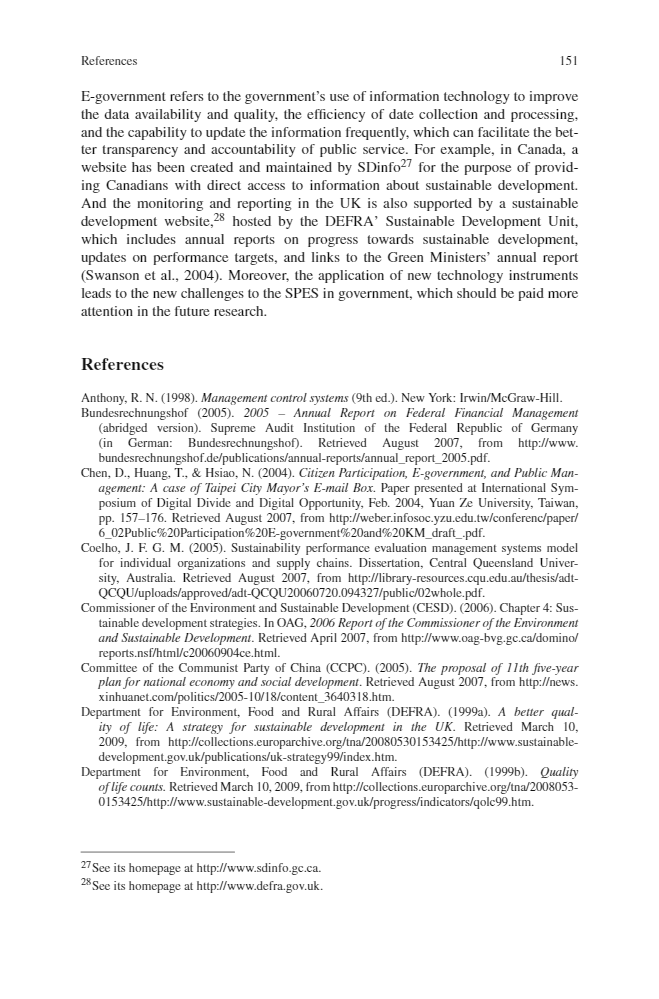 References 151
E-government refers to the government's use of information technology to improve
the data availability and quality, the efficiency of date collection and processing,
and the capability to update the information frequently, which can facilitate the bet-
ter transparency and accountability of public service. For example, in Canada, a
website has been created and maintained by SDinfo27 for the purpose of provid-
ing Canadians with direct access to information about sustainable development.
And the monitoring and reporting in the UK is also supported by a sustainable
development website,28 hosted by the DEFRA' Sustainable Development Unit,
which includes annual reports on progress towards sustainable development,
updates on performance targets, and links to the Green Ministers' annual report
(Swanson et al., 2004). Moreover, the application of new technology instruments
leads to the new challenges to the SPES in government, which should be paid more
attention in the future research.
References
Anthony, R. N. (1998). Management control systems (9th ed.). New York: Irwin/McGraw-Hill.
Bundesrechnungshof (2005). 2005 – Annual Report on Federal Financial Management
(abridged version). Supreme Audit Institution of the Federal Republic of Germany
(in German: Bundesrechnungshof). Retrieved August 2007, from http://www.
bundesrechnungshof.de/publications/annual-reports/annual_report_2005.pdf.
Chen, D., Huang, T., & Hsiao, N. (2004). Citizen Participation, E-government, and Public Man-
agement: A case of Taipei City Mayor's E-mail Box. Paper presented at International Sym-
posium of Digital Divide and Digital Opportunity, Feb. 2004, Yuan Ze University, Taiwan,
pp. 157–176. Retrieved August 2007, from http://weber.infosoc.yzu.edu.tw/conferenc/paper/
6_02Public%20Participation%20E-government%20and%20KM_draft_.pdf.
Coelho, J. F. G. M. (2005). Sustainability performance evaluation management systems model
for individual organizations and supply chains. Dissertation, Central Queensland Univer-
sity, Australia. Retrieved August 2007, from http://library-resources.cqu.edu.au/thesis/adt-
QCQU/uploads/approved/adt-QCQU20060720.094327/public/02whole.pdf.
Commissioner of the Environment and Sustainable Development (CESD). (2006). Chapter 4: Sus-
tainable development strategies. In OAG, 2006 Report of the Commissioner of the Environment
and Sustainable Development. Retrieved April 2007, from http://www.oag-bvg.gc.ca/domino/
reports.nsf/html/c20060904ce.html.
Committee of the Communist Party of China (CCPC). (2005). The proposal of 11th five-year
plan for national economy and social development. Retrieved August 2007, from http://news.
xinhuanet.com/politics/2005-10/18/content_3640318.htm.
Department for Environment, Food and Rural Affairs (DEFRA). (1999a). A better qual-
ity of life: A strategy for sustainable development in the UK. Retrieved March 10,
2009, from http://collections.europarchive.org/tna/20080530153425/http://www.sustainable-
development.gov.uk/publications/uk-strategy99/index.htm.
Department for Environment, Food and Rural Affairs (DEFRA). (1999b). Quality
of life counts. Retrieved March 10, 2009, from http://collections.europarchive.org/tna/2008053-
0153425/http://www.sustainable-development.gov.uk/progress/indicators/qolc99.htm.
27See its homepage at http://www.sdinfo.gc.ca.
28See its homepage at http://www.defra.gov.uk.